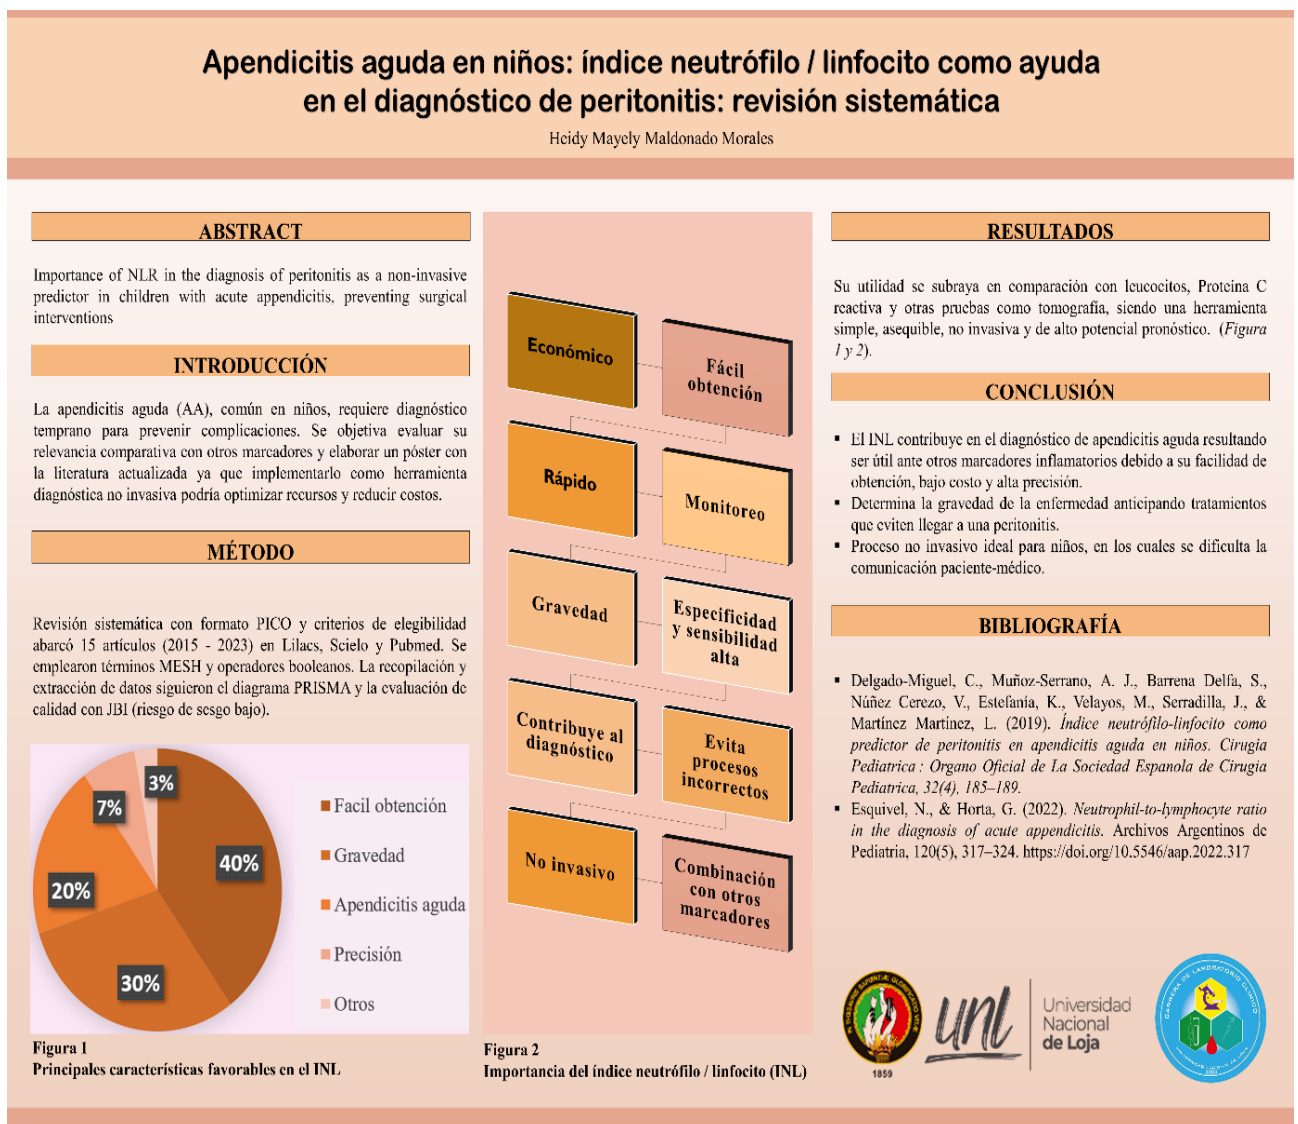 Apendicitis aguda en niños: índice neutrófilo / linfocito como ayuda
en el diagnóstico de peritonitis: revisión sistemática
Heidy Mayely Maldonado Morales
ABSTRACT
Importance of NLR in the diagnosis of peritonitis as a non-invasive
predictor in children with acute appendicitis, preventing surgical
interventions
INTRODUCCIÓN
La apendicitis aguda (AA), común en niños, requiere diagnóstico
temprano para prevenir complicaciones. Se objetiva evaluar su
relevancia comparativa con otros marcadores y elaborar un póster con
la literatura actualizada ya que implementarlo como herramienta
diagnóstica no invasiva podría optimizar recursos y reducir costos.
MÉTODO
Revisión sistemática con formato PICO y criterios de elegibilidad
abarcó 15 artículos (2015 - 2023) en Lilacs, Scielo y Pubmed. Se
emplearon términos MESH y operadores booleanos. La recopilación y
extracción de datos siguieron el diagrama PRISMA y la evaluación de
calidad con JBI (riesgo de sesgo bajo).
3%
7%
40%
20%
30%
Facil obtención
Gravedad
Apendicitis aguda
Precisión
Otros
Figura 1
Principales características favorables en el INL
Económico
Fácil
obtención
Rápido
Monitoreo
Gravedad
Especificidad
y sensibilidad
alta
Contribuye al
diagnóstico
Evita
procesos
incorrectos
No invasivo
Combinación
con otros
marcadores
Figura 2
Importancia del índice neutrófilo / linfocito (INL)
RESULTADOS
Su utilidad se subraya en comparación con leucocitos, Proteína C
reactiva y otras pruebas como tomografía, siendo una herramienta
simple, asequible, no invasiva y de alto potencial pronóstico. (Figura
1 y 2).
CONCLUSIÓN
▪ El INL contribuye en el diagnóstico de apendicitis aguda resultando
ser útil ante otros marcadores inflamatorios debido a su facilidad de
obtención, bajo costo y alta precisión.
▪ Determina la gravedad de la enfermedad anticipando tratamientos
que eviten llegar a una peritonitis.
▪ Proceso no invasivo ideal para niños, en los cuales se dificulta la
comunicación paciente-médico.
BIBLIOGRAFÍA
▪ Delgado-Miguel, C., Muñoz-Serrano, A. J., Barrena Delfa, S.,
Núñez Cerezo, V., Estefanía, K., Velayos, M., Serradilla, J., &
Martínez Martínez, L. (2019). Índice neutrófilo-linfocito como
predictor de peritonitis en apendicitis aguda en niños. Cirugia
Pediatrica : Organo Oficial de La Sociedad Espanola de Cirugia
Pediatrica, 32(4), 185–189.
▪ Esquivel, N., & Horta, G. (2022). Neutrophil-to-lymphocyte ratio
in the diagnosis of acute appendicitis. Archivos Argentinos de
Pediatria, 120(5), 317–324. https://doi.org/10.5546/aap.2022.317
1859
unl
Universidad
Nacional
de Loja
CARRERA DE LABORATORIO CLÍNICO